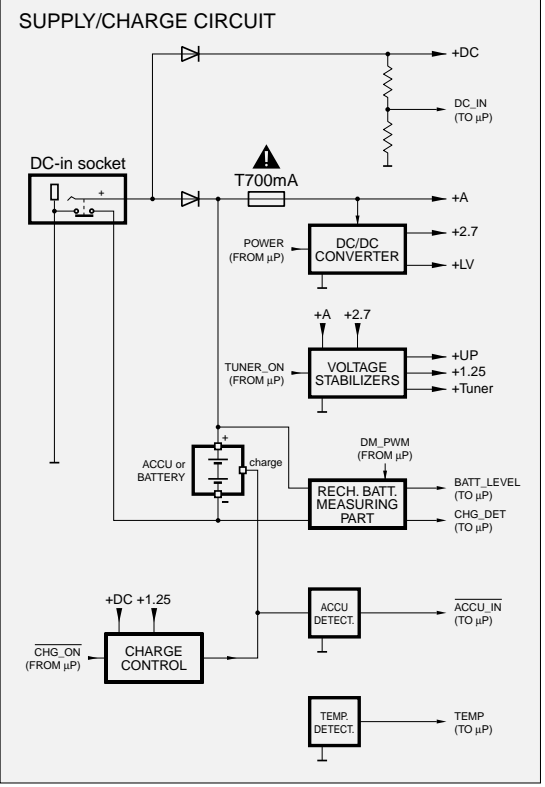 SUPPLY/CHARGE CIRCUIT
+DC
DC_IN
(TO µP)
DC-in socket
+
T700mA
+A
POWER
(FROM µP)
DC/DC
CONVERTER
+2.7
+LV
+A +2.7
TUNER_ON
(FROM µP)
VOLTAGE
STABILIZERS
+UP
+1.25
+Tuner
ACCU or
BATTERY
+
-
charge
DM_PWM
(FROM µP)
RECH. BATT.
MEASURING
PART
BATT_LEVEL
(TO µP)
CHG_DET
(TO µP)
+DC +1.25
CHG_ON
(FROM µP)
CHARGE
CONTROL
ACCU
DETECT.
ACCU_IN
(TO µP)
TEMP.
DETECT.
TEMP
(TO µP)